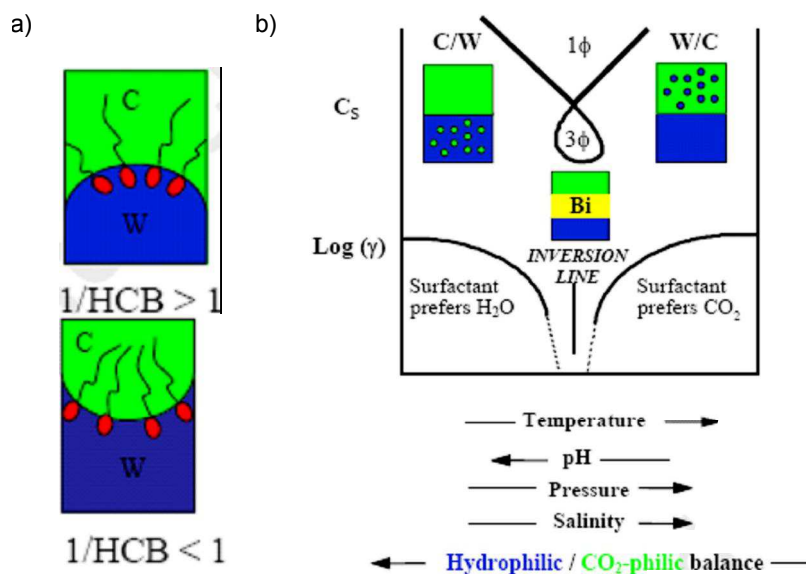 a)
C
W
1/HCB > 1
C
W
1/HCB < 1
b)
C/W
1ϕ
W/C
C_S
3ϕ
Bi
Log (γ)
INVERSION
LINE
Surfactant
prefers H₂O
Surfactant
prefers CO₂
Temperature
pH
Pressure
Salinity
Hydrophilic / CO₂-philic balance